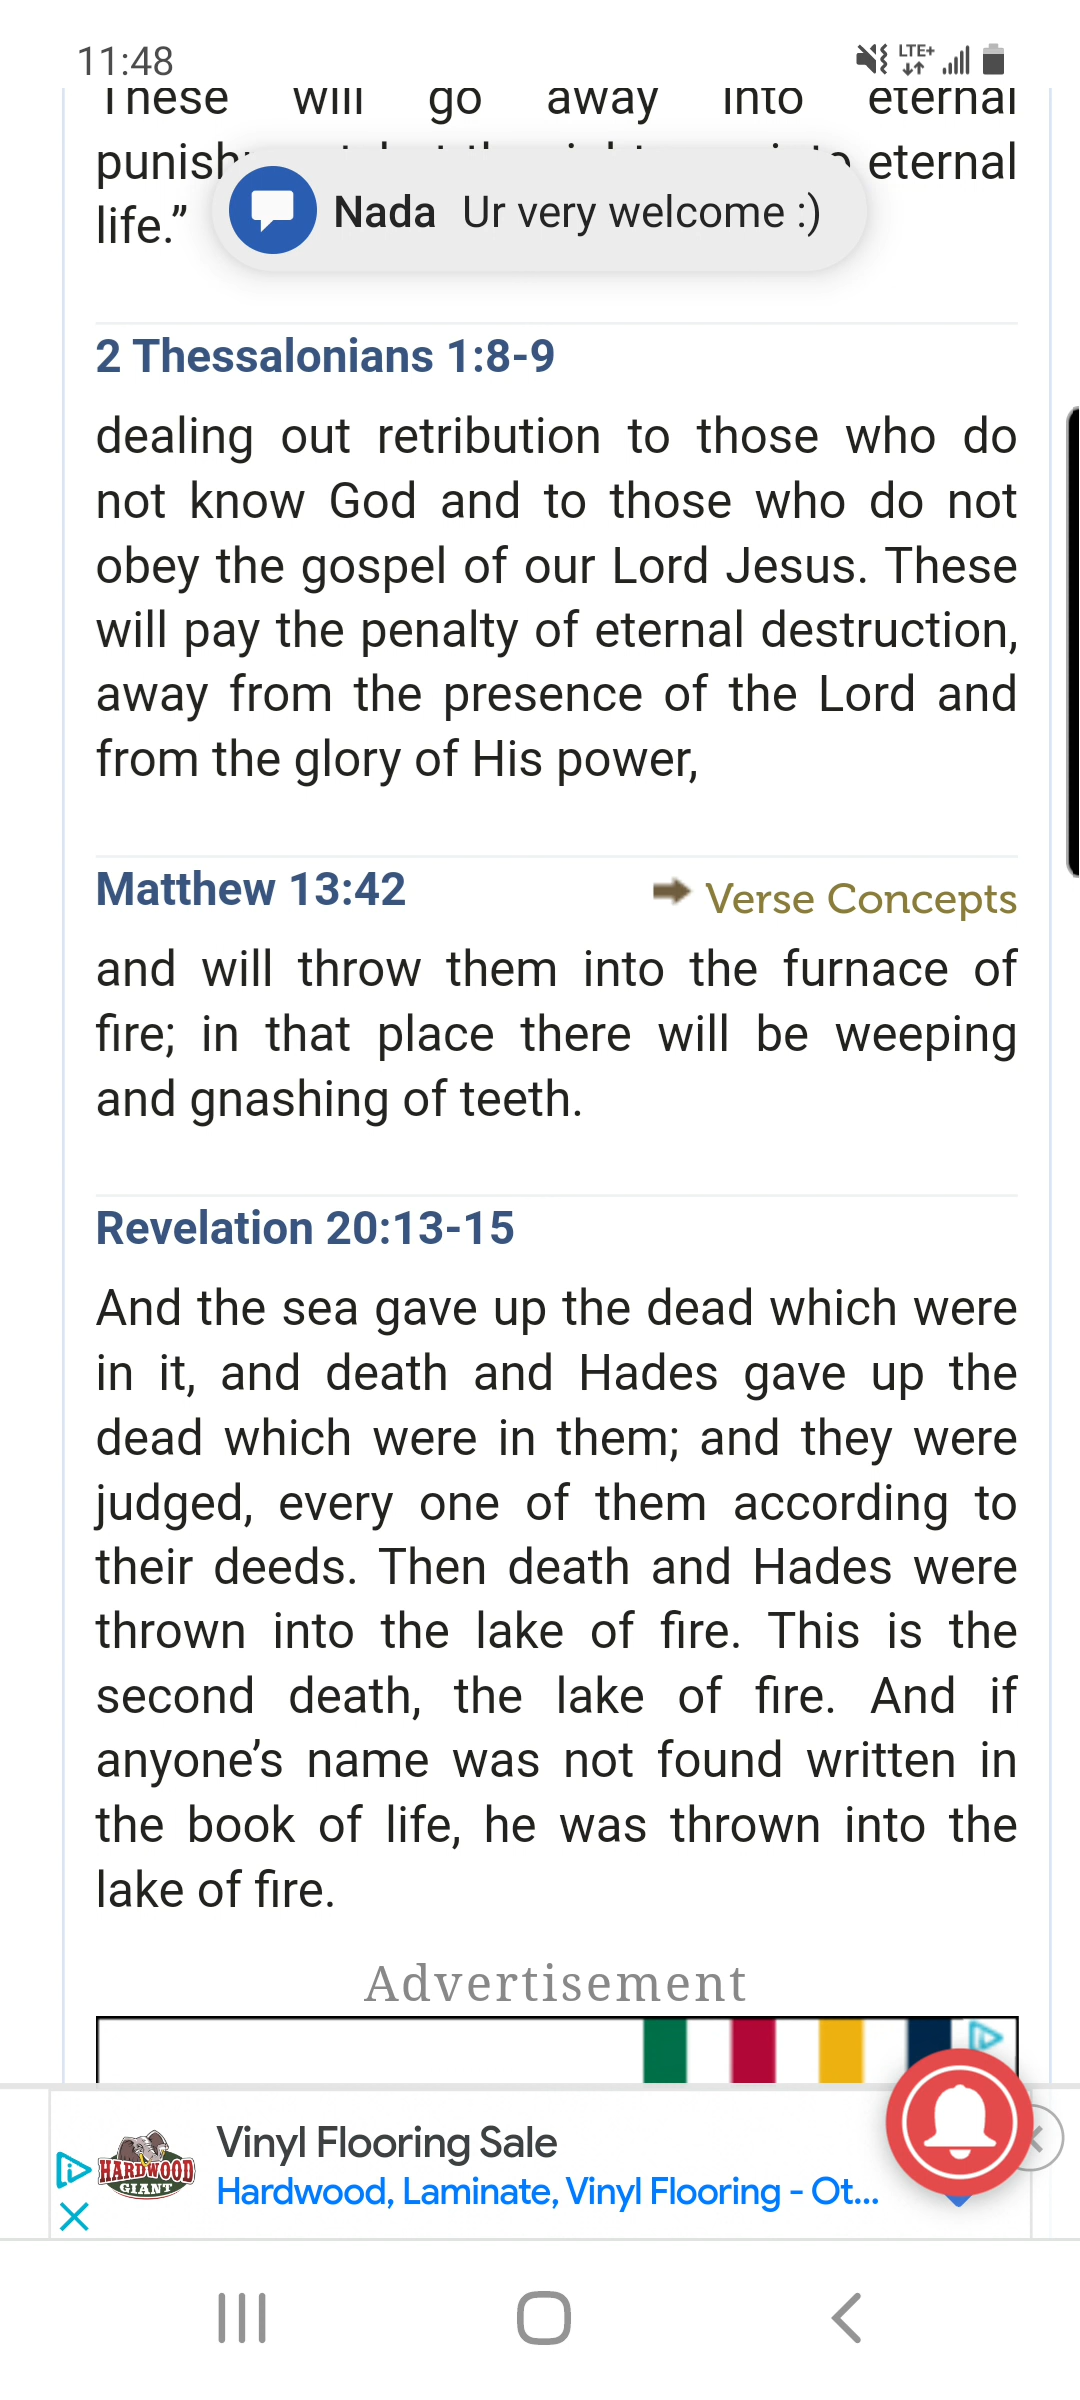 11:48
LTE+
These will go away into eternal
eternal
life.”
Nada Ur very welcome :)
2 Thessalonians 1:8-9
dealing out retribution to those who do
not know God and to those who do not
obey the gospel of our Lord Jesus. These
will pay the penalty of eternal destruction,
away from the presence of the Lord and
from the glory of His power,
Matthew 13:42
Verse Concepts
and will throw them into the furnace of
fire; in that place there will be weeping
and gnashing of teeth.
Revelation 20:13-15
And the sea gave up the dead which were
in it, and death and Hades gave up the
dead which were in them; and they were
judged, every one of them according to
their deeds. Then death and Hades were
thrown into the lake of fire. This is the
second death, the lake of fire. And if
anyone’s name was not found written in
the book of life, he was thrown into the
lake of fire.
Advertisement
HARDWOOD
GIANT
Vinyl Flooring Sale
Hardwood, Laminate, Vinyl Flooring - Ot...